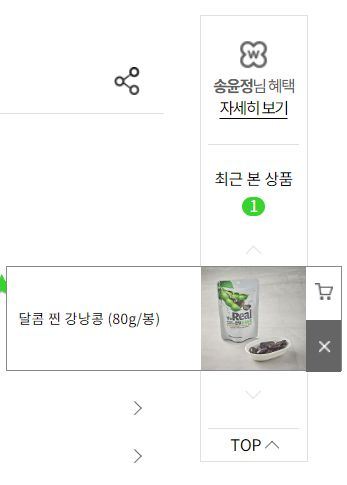 W
송윤정님 혜택
자세히 보기
최근 본 상품
1
달콤 찐 강낭콩 (80g/봉)
Real
TOP